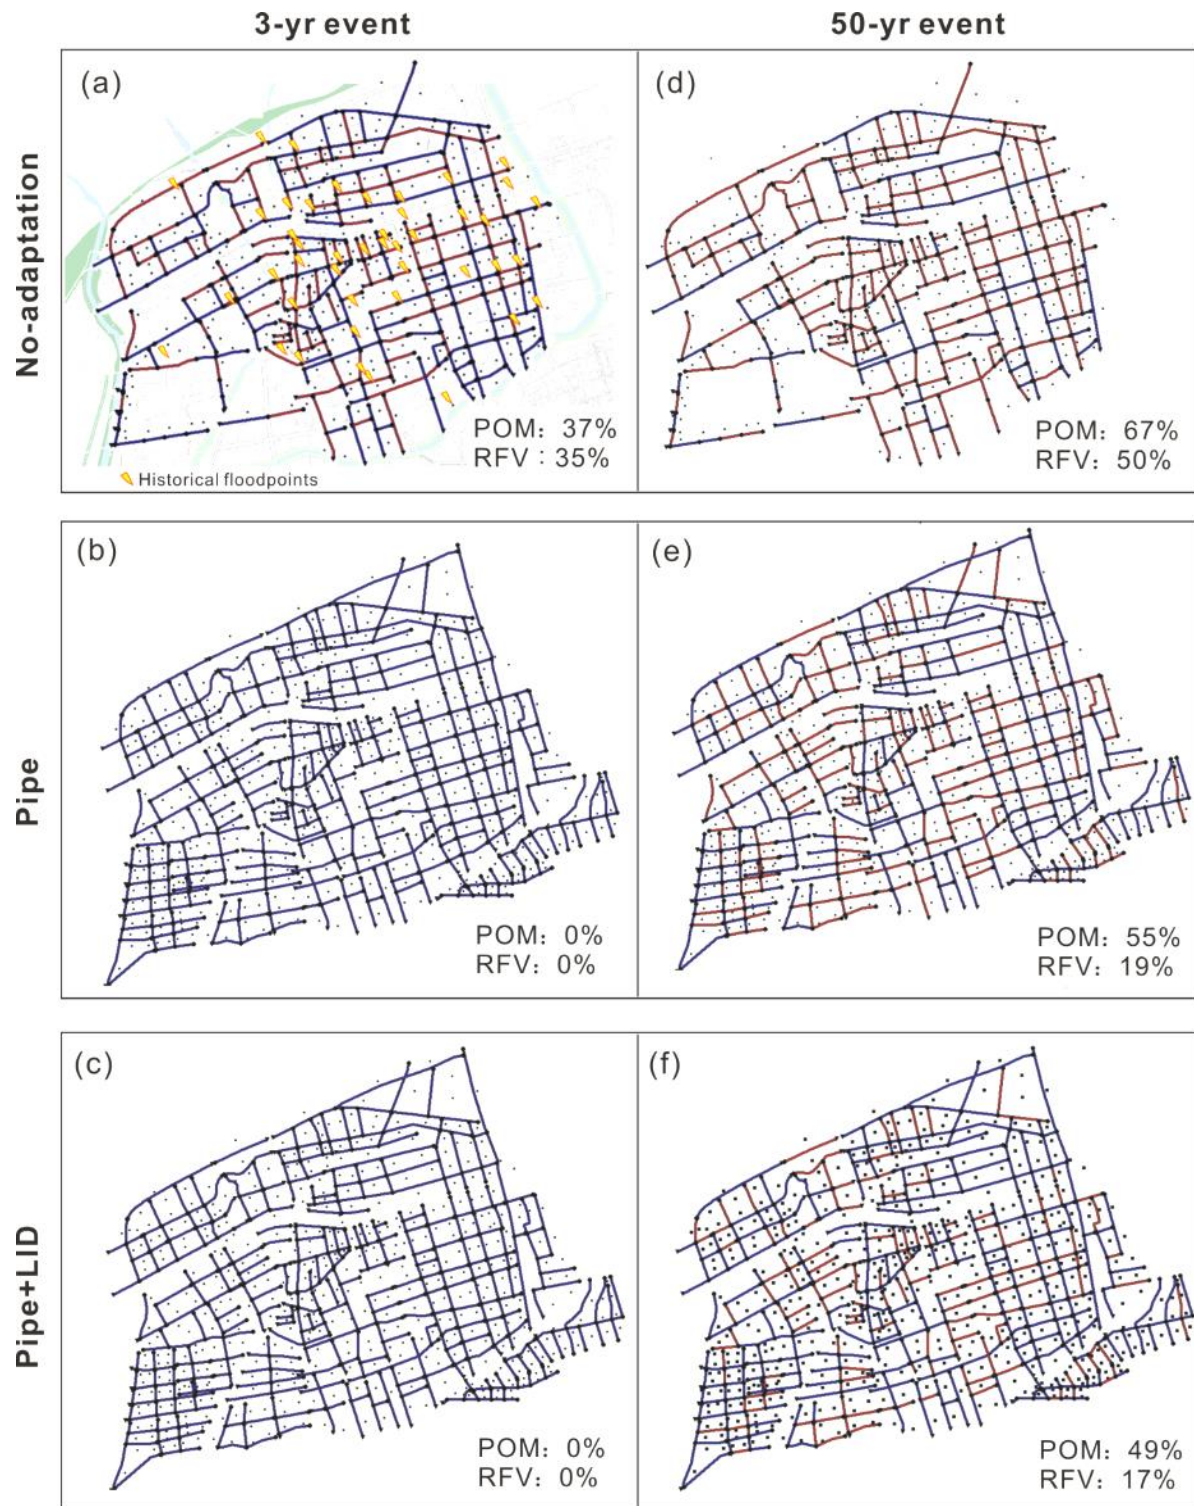 3-yr event
50-yr event
No-adaptation
(a)
POM: 37%
RFV : 35%
Historical floodpoints
(d)
POM: 67%
RFV: 50%
Pipe
(b)
POM: 0%
RFV: 0%
(e)
POM: 55%
RFV: 19%
Pipe+LID
(c)
POM: 0%
RFV: 0%
(f)
POM: 49%
RFV: 17%